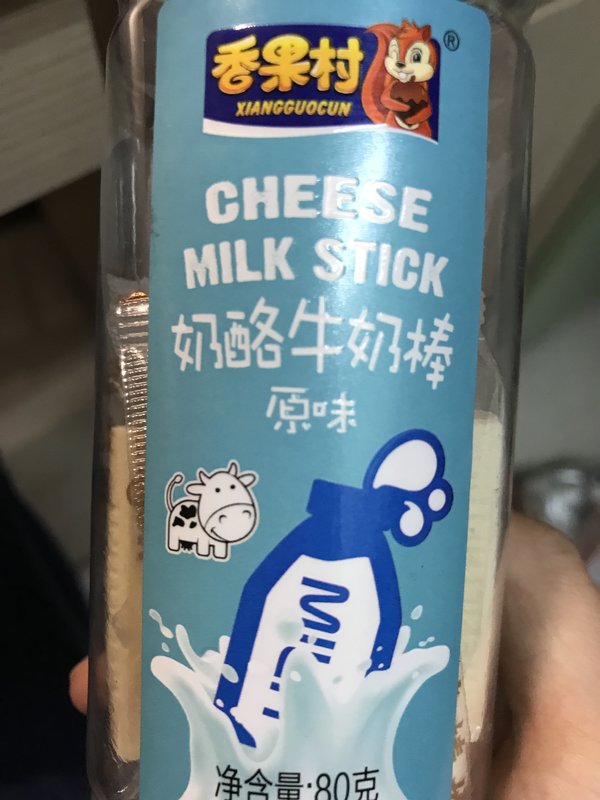 香果村
®
XIANGGUOCUN
CHEESE
MILK STICK
奶酪牛奶棒
原味
Milk
净含量:80克